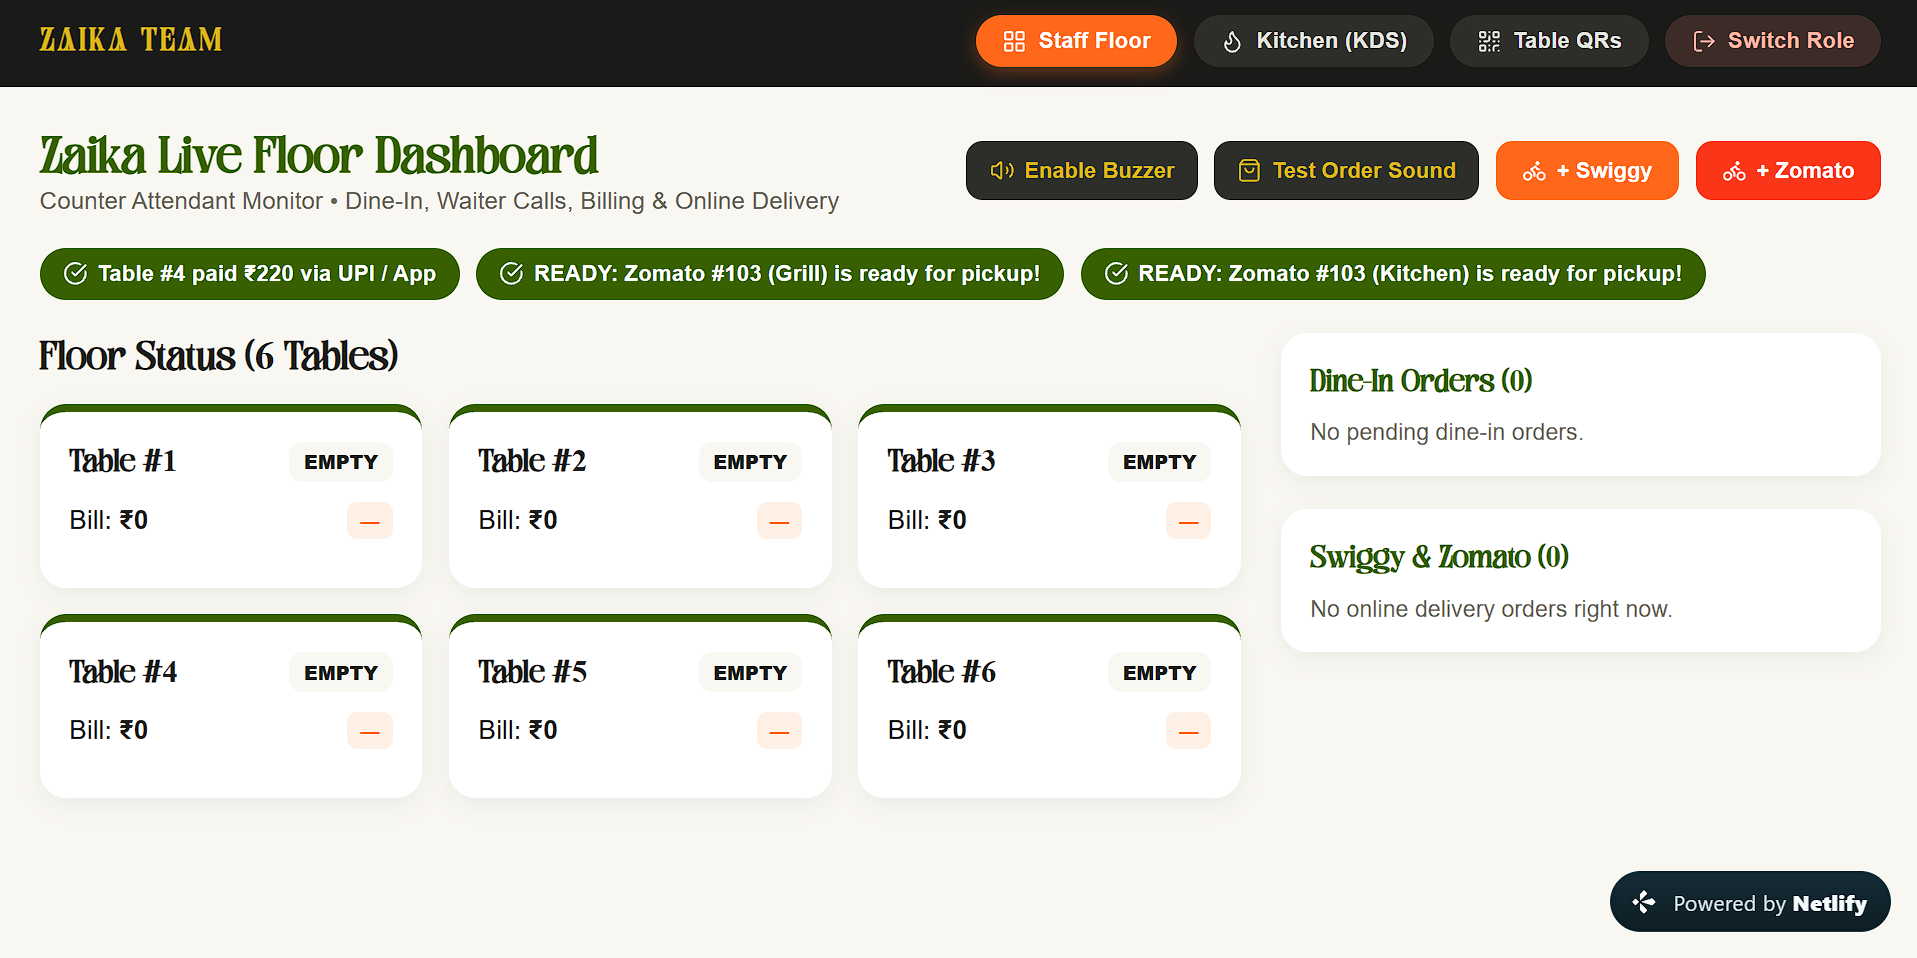 ZAIKA TEAM
Staff Floor
Kitchen (KDS)
Table QRs
Switch Role
Zaika Live Floor Dashboard
Counter Attendant Monitor • Dine-In, Waiter Calls, Billing & Online Delivery
Enable Buzzer
Test Order Sound
+ Swiggy
+ Zomato
Table #4 paid ₹220 via UPI / App
READY: Zomato #103 (Grill) is ready for pickup!
READY: Zomato #103 (Kitchen) is ready for pickup!
Floor Status (6 Tables)
Table #1
EMPTY
Bill: ₹0
—
Table #2
EMPTY
Bill: ₹0
—
Table #3
EMPTY
Bill: ₹0
—
Table #4
EMPTY
Bill: ₹0
—
Table #5
EMPTY
Bill: ₹0
—
Table #6
EMPTY
Bill: ₹0
—
Dine-In Orders (0)
No pending dine-in orders.
Swiggy & Zomato (0)
No online delivery orders right now.
Powered by Netlify